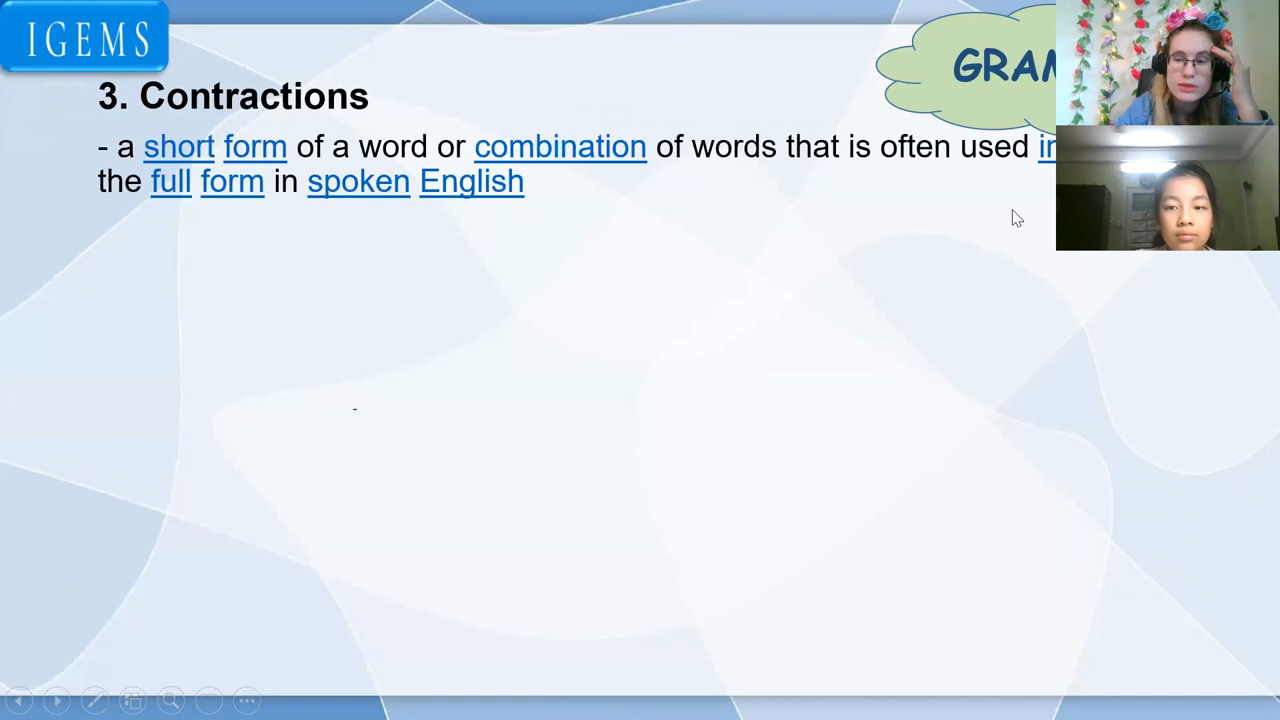 IGEMS
GRAM
3. Contractions
- a short form of a word or combination of words that is often used
the full form in spoken English